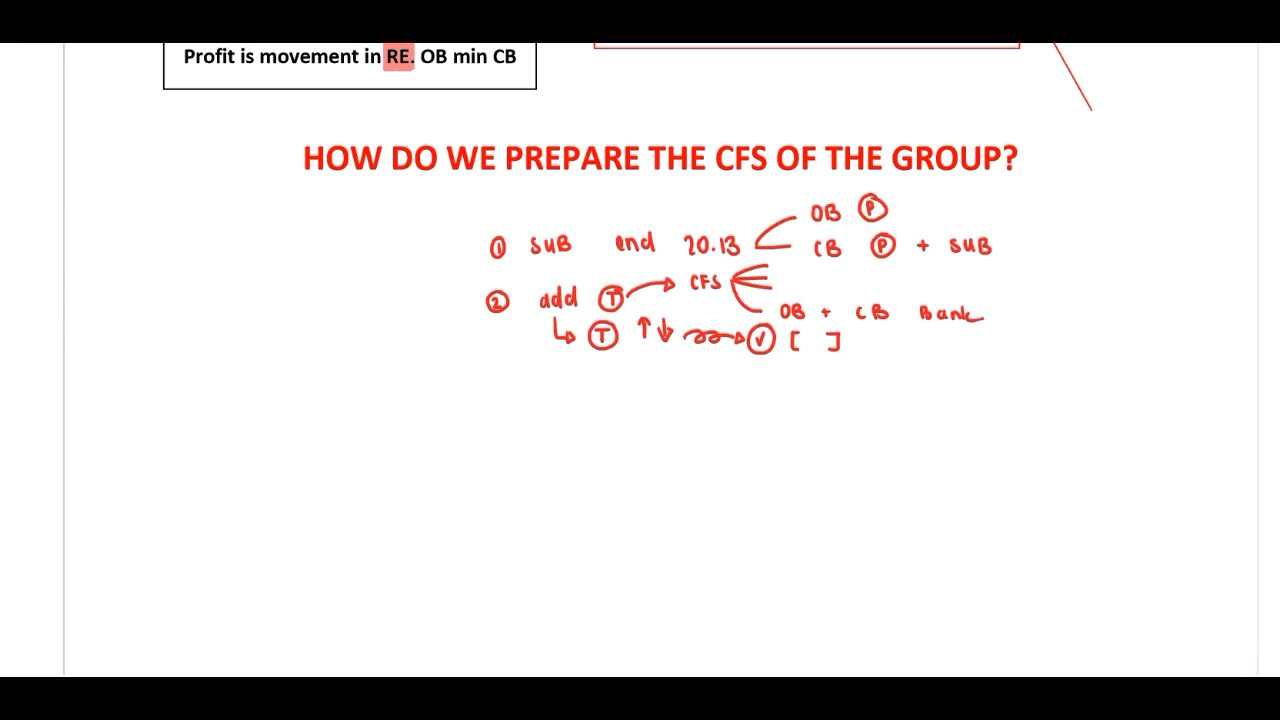 Profit is movement in RE. OB min CB
HOW DO WE PREPARE THE CFS OF THE GROUP?
OB P
① SUB end 20.13 CB P + SUB
② add T CFS
OB + CB Bank
T ↑ ↓ ✓ [ ]